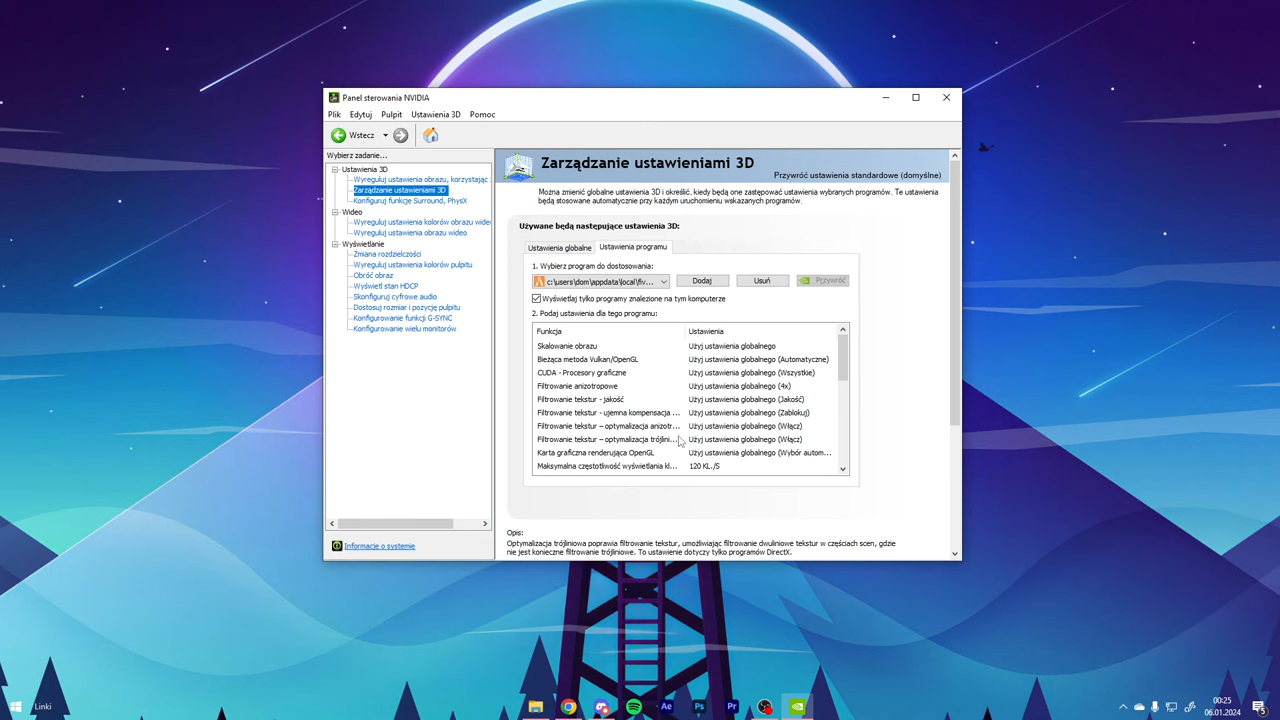 Panel sterowania NVIDIA
Plik Edytuj Pulpit Ustawienia 3D Pomoc
Wstecz
Wybierz zadanie...
Ustawienia 3D
Wyreguluj ustawienia obrazu, korzystając
Zarządzanie ustawieniami 3D
Konfiguruj funkcje Surround, PhysX
Wideo
Wyreguluj ustawienia kolorów obrazu wideo
Wyreguluj ustawienia obrazu wideo
Wyświetlanie
Zmiana rozdzielczości
Wyreguluj ustawienia kolorów pulpitu
Obróć obraz
Wyświetl stan HDCP
Skonfiguruj cyfrowe audio
Dostosuj rozmiar i pozycję pulpitu
Konfigurowanie funkcji G-SYNC
Konfigurowanie wielu monitorów
Informacje o systemie
Zarządzanie ustawieniami 3D
Przywróć ustawienia standardowe (domyślne)
Można zmienić globalne ustawienia 3D i określić, kiedy będą one zastępować ustawienia wybranych programów. Te ustawienia
będą stosowane automatycznie przy każdym uruchomieniu wskazanych programów.
Używane będą następujące ustawienia 3D:
Ustawienia globalne Ustawienia programu
1. Wybierz program do dostosowania:
c:\users\dom\appdata\local\fiv... Dodaj Usuń Przywróć
Wyświetlaj tylko programy znalezione na tym komputerze
2. Podaj ustawienia dla tego programu:
Funkcja Ustawienia
Skalowanie obrazu Użyj ustawienia globalnego
Bieżąca metoda Vulkan/OpenGL Użyj ustawienia globalnego (Automatyczne)
CUDA - Procesory graficzne Użyj ustawienia globalnego (Wszystkie)
Filtrowanie anizotropowe Użyj ustawienia globalnego (4x)
Filtrowanie tekstur - jakość Użyj ustawienia globalnego (Jakość)
Filtrowanie tekstur - ujemna kompensacja ... Użyj ustawienia globalnego (Zablokuj)
Filtrowanie tekstur – optymalizacja anizotr... Użyj ustawienia globalnego (Włącz)
Filtrowanie tekstur – optymalizacja trójlini... Użyj ustawienia globalnego (Włącz)
Karta graficzna renderująca OpenGL Użyj ustawienia globalnego (Wybór autom...
Maksymalna częstotliwość wyświetlania kl... 120 KL./S
Opis:
Optymalizacja trójliniowa poprawia filtrowanie tekstur, umożliwiając filtrowanie dwuliniowe tekstur w częściach scen, gdzie
nie jest konieczne filtrowanie trójliniowe. To ustawienie dotyczy tylko programów DirectX.
Linki
Ae
Ps
Pr
00:25
06.01.2024